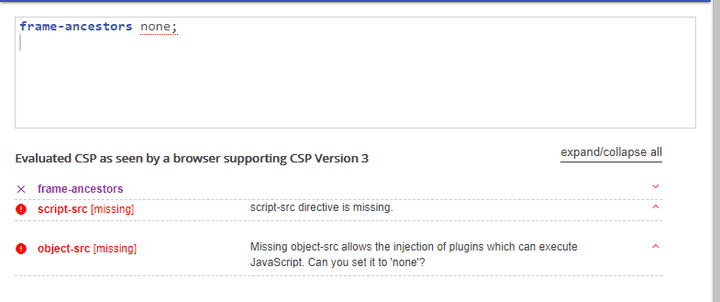 frame-ancestors none;
Evaluated CSP as seen by a browser supporting CSP Version 3
expand/collapse all
frame-ancestors
script-src [missing]
script-src directive is missing.
object-src [missing]
Missing object-src allows the injection of plugins which can execute
JavaScript. Can you set it to 'none'?